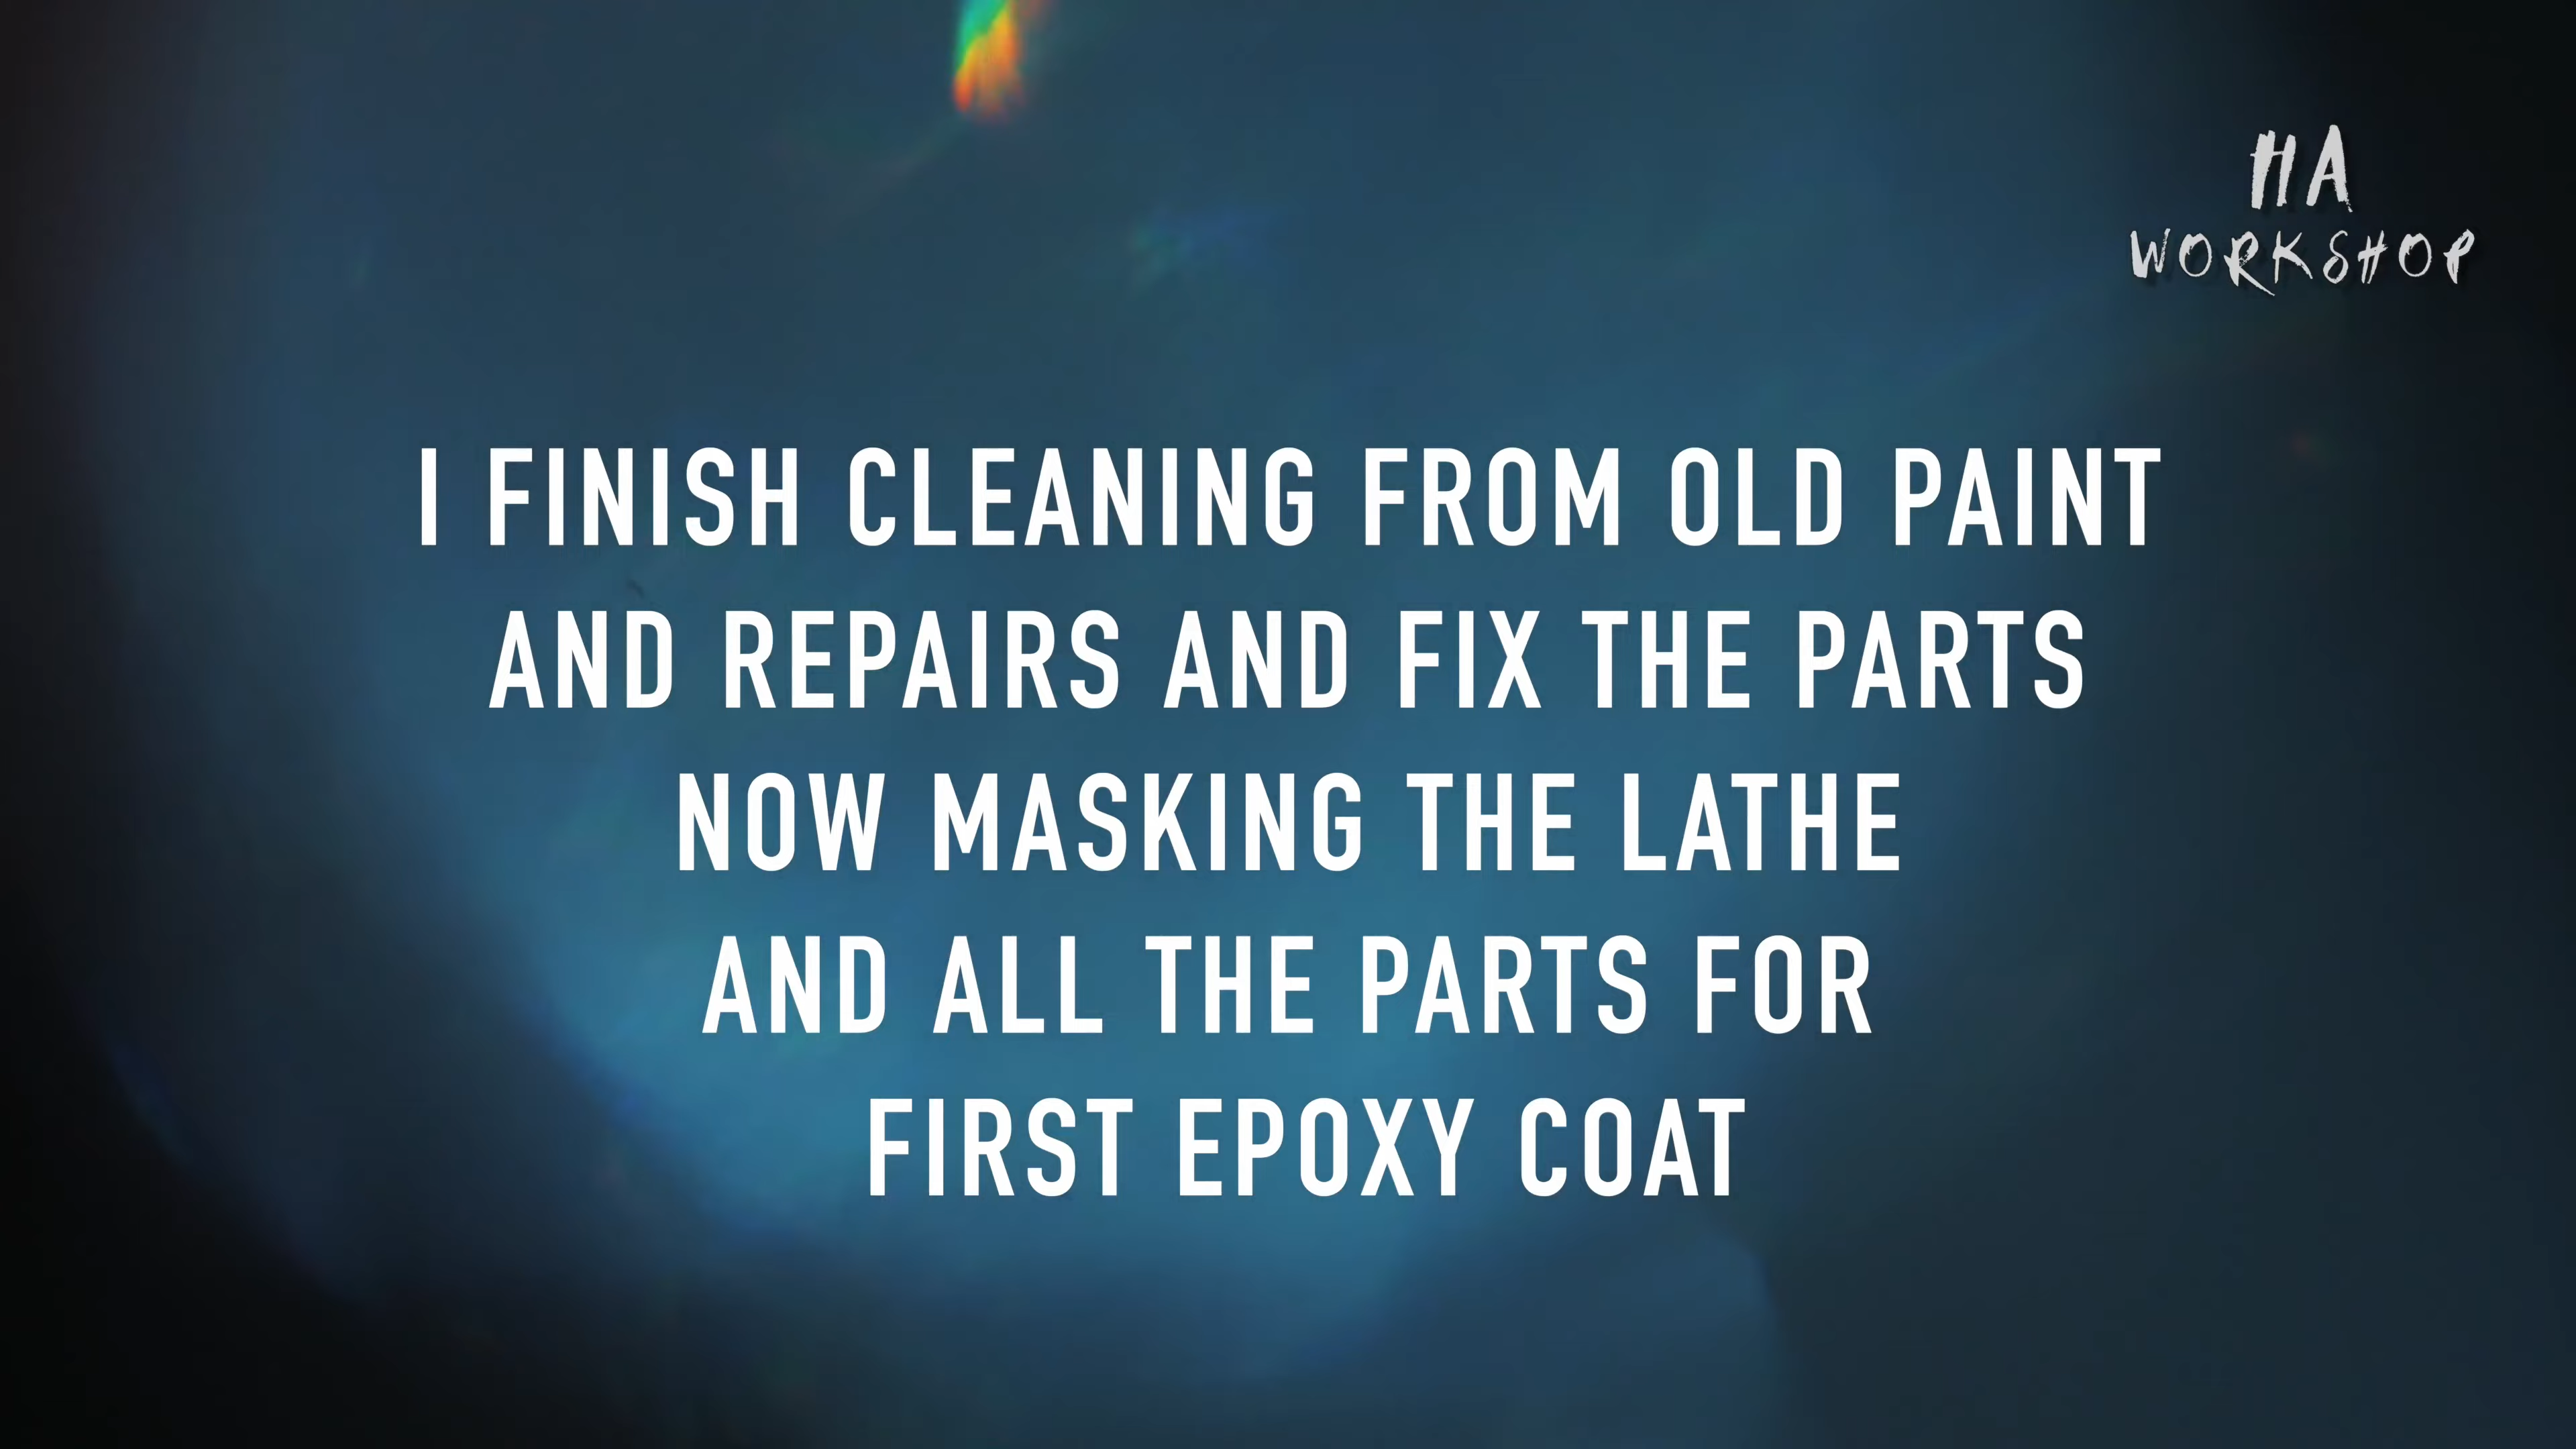 HA
WORKSHOP
I FINISH CLEANING FROM OLD PAINT
AND REPAIRS AND FIX THE PARTS
NOW MASKING THE LATHE
AND ALL THE PARTS FOR
FIRST EPOXY COAT